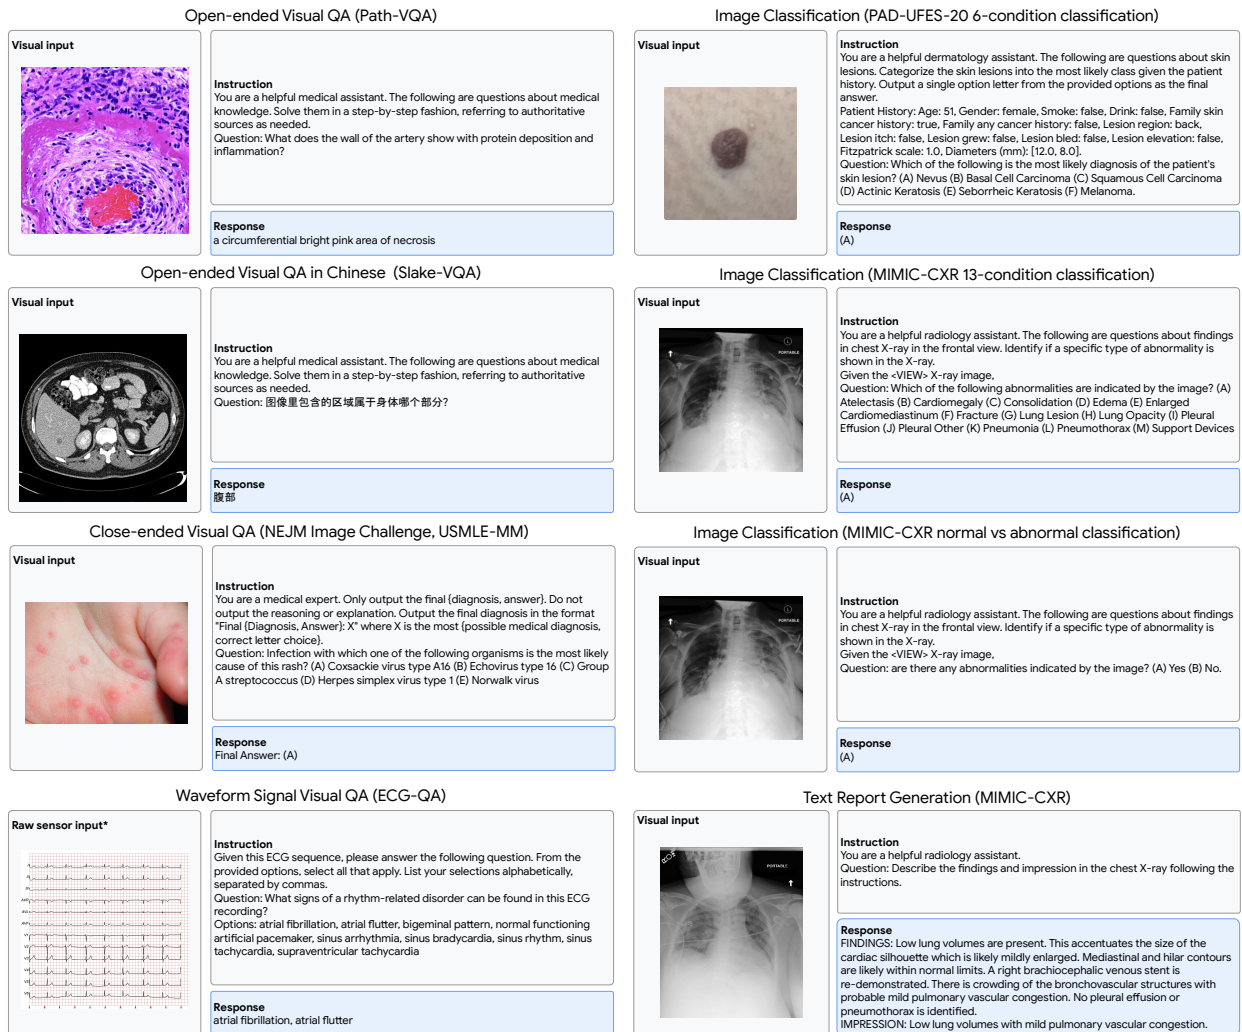 Open-ended Visual QA (Path-VQA)
Visual input
Instruction
You are a helpful medical assistant. The following are questions about medical
knowledge. Solve them in a step-by-step fashion, referring to authoritative
sources as needed.
Question: What does the wall of the artery show with protein deposition and
inflammation?
Response
a circumferential bright pink area of necrosis
Image Classification (PAD-UFES-20 6-condition classification)
Visual input
Instruction
You are a helpful dermatology assistant. The following are questions about skin
lesions. Categorize the skin lesions into the most likely class given the patient
history. Output a single option letter from the provided options as the final
answer.
Patient History: Age: 51, Gender: female, Smoke: false, Drink: false, Family skin
cancer history: true, Family any cancer history: false, Lesion region: back,
Lesion itch: false, Lesion grew: false, Lesion bled: false, Lesion elevation: false,
Fitzpatrick scale: 1.0, Diameters (mm): [12.0, 8.0].
Question: Which of the following is the most likely diagnosis of the patient's
skin lesion? (A) Nevus (B) Basal Cell Carcinoma (C) Squamous Cell Carcinoma
(D) Actinic Keratosis (E) Seborrheic Keratosis (F) Melanoma.
Response
(A)
Open-ended Visual QA in Chinese (Slake-VQA)
Visual input
Instruction
You are a helpful medical assistant. The following are questions about medical
knowledge. Solve them in a step-by-step fashion, referring to authoritative
sources as needed.
Question: 图像里包含的区域属于身体哪个部分?
Response
腹部
Image Classification (MIMIC-CXR 13-condition classification)
Visual input
PORTABLE
Instruction
You are a helpful radiology assistant. The following are questions about findings
in chest X-ray in the frontal view. Identify if a specific type of abnormality is
shown in the X-ray.
Given the <VIEW> X-ray image,
Question: Which of the following abnormalities are indicated by the image? (A)
Atelectasis (B) Cardiomegaly (C) Consolidation (D) Edema (E) Enlarged
Cardiomediastinum (F) Fracture (G) Lung Lesion (H) Lung Opacity (I) Pleural
Effusion (J) Pleural Other (K) Pneumonia (L) Pneumothorax (M) Support Devices
Response
(A)
Close-ended Visual QA (NEJM Image Challenge, USMLE-MM)
Visual input
Instruction
You are a medical expert. Only output the final {diagnosis, answer}. Do not
output the reasoning or explanation. Output the final diagnosis in the format
"Final {Diagnosis, Answer}: X" where X is the most {possible medical diagnosis,
correct letter choice}.
Question: Infection with which one of the following organisms is the most likely
cause of this rash? (A) Coxsackie virus type A16 (B) Echovirus type 16 (C) Group
A streptococcus (D) Herpes simplex virus type 1 (E) Norwalk virus
Response
Final Answer: (A)
Image Classification (MIMIC-CXR normal vs abnormal classification)
Visual input
PORTABLE
Instruction
You are a helpful radiology assistant. The following are questions about findings
in chest X-ray in the frontal view. Identify if a specific type of abnormality is
shown in the X-ray.
Given the <VIEW> X-ray image,
Question: are there any abnormalities indicated by the image? (A) Yes (B) No.
Response
(A)
Waveform Signal Visual QA (ECG-QA)
Raw sensor input*
Instruction
Given this ECG sequence, please answer the following question. From the
provided options, select all that apply. List your selections alphabetically,
separated by commas.
Question: What signs of a rhythm-related disorder can be found in this ECG
recording?
Options: atrial fibrillation, atrial flutter, bigeminal pattern, normal functioning
artificial pacemaker, sinus arrhythmia, sinus bradycardia, sinus rhythm, sinus
tachycardia, supraventricular tachycardia
Response
atrial fibrillation, atrial flutter
Text Report Generation (MIMIC-CXR)
Visual input
PORTABLE
Instruction
You are a helpful radiology assistant.
Question: Describe the findings and impression in the chest X-ray following the
instructions.
Response
FINDINGS: Low lung volumes are present. This accentuates the size of the
cardiac silhouette which is likely mildly enlarged. Mediastinal and hilar contours
are likely within normal limits. A right brachiocephalic venous stent is
re-demonstrated. There is crowding of the bronchovascular structures with
probable mild pulmonary vascular congestion. No pleural effusion or
pneumothorax is identified.
IMPRESSION: Low lung volumes with mild pulmonary vascular congestion.